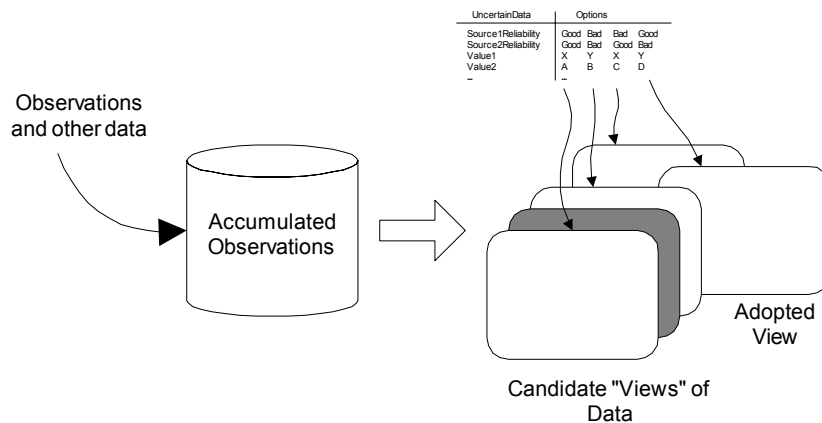 UncertainData Options
Source1Reliability Good Bad Bad Good
Source2Reliability Good Bad Good Bad
Value1 X Y X Y
Value2 A B C D
... ...
Observations
and other data
Accumulated
Observations
Adopted
View
Candidate "Views" of
Data